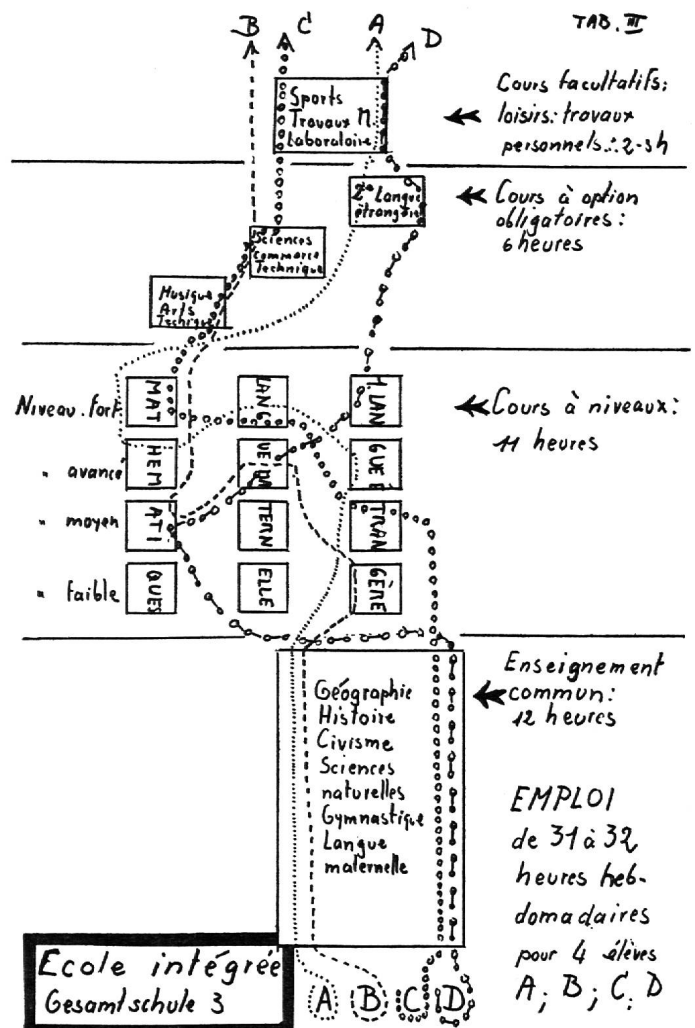 TAB. III
B C A D
Sports
Travaux M.
Laboratoire
Cours facultatifs:
loisirs: travaux
personnels: 2-3h
2e Langue
étrangère
Cours à option
obligatoires:
6 heures
Sciences
Commerce
Technique
Musique
Arts
Techniques
Niveau fort
" avancé
" moyen
" faible
MAT
HEM
ATI
QUES
LANG
UE MA
TERN
ELLE
LAN
GUE É
TRAN
GÈRE
Cours à niveaux:
11 heures
Enseignement
commun:
12 heures
Géographie
Histoire
Civisme
Sciences
naturelles
Gymnastique
Langue
maternelle
EMPLOI
de 31 à 32
heures heb-
domadaires
pour 4 élèves
A; B; C; D
Ecole intégrée
Gesamtschule 3
A B C D